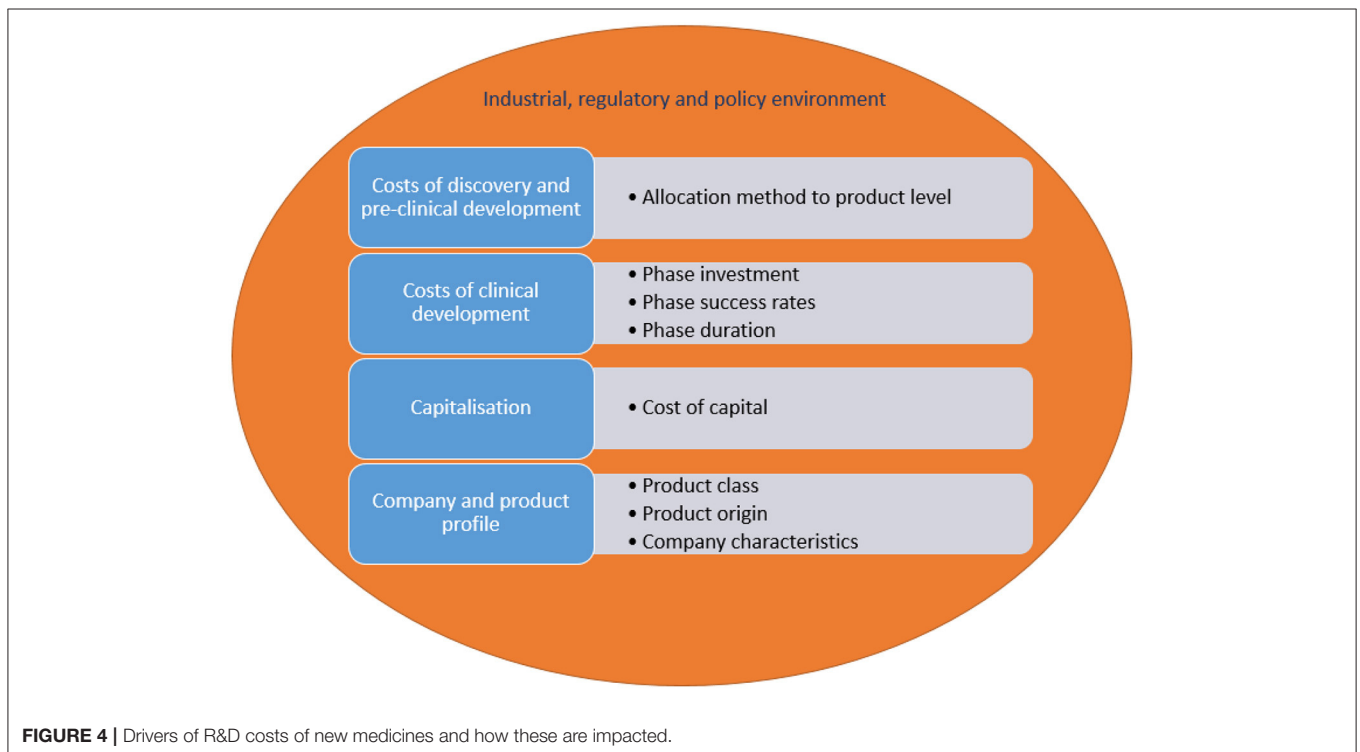 Industrial, regulatory and policy environment
Costs of discovery and
pre-clinical development
• Allocation method to product level
Costs of clinical
development
• Phase investment
• Phase success rates
• Phase duration
Capitalisation
• Cost of capital
Company and product
profile
• Product class
• Product origin
• Company characteristics
FIGURE 4 | Drivers of R&D costs of new medicines and how these are impacted.